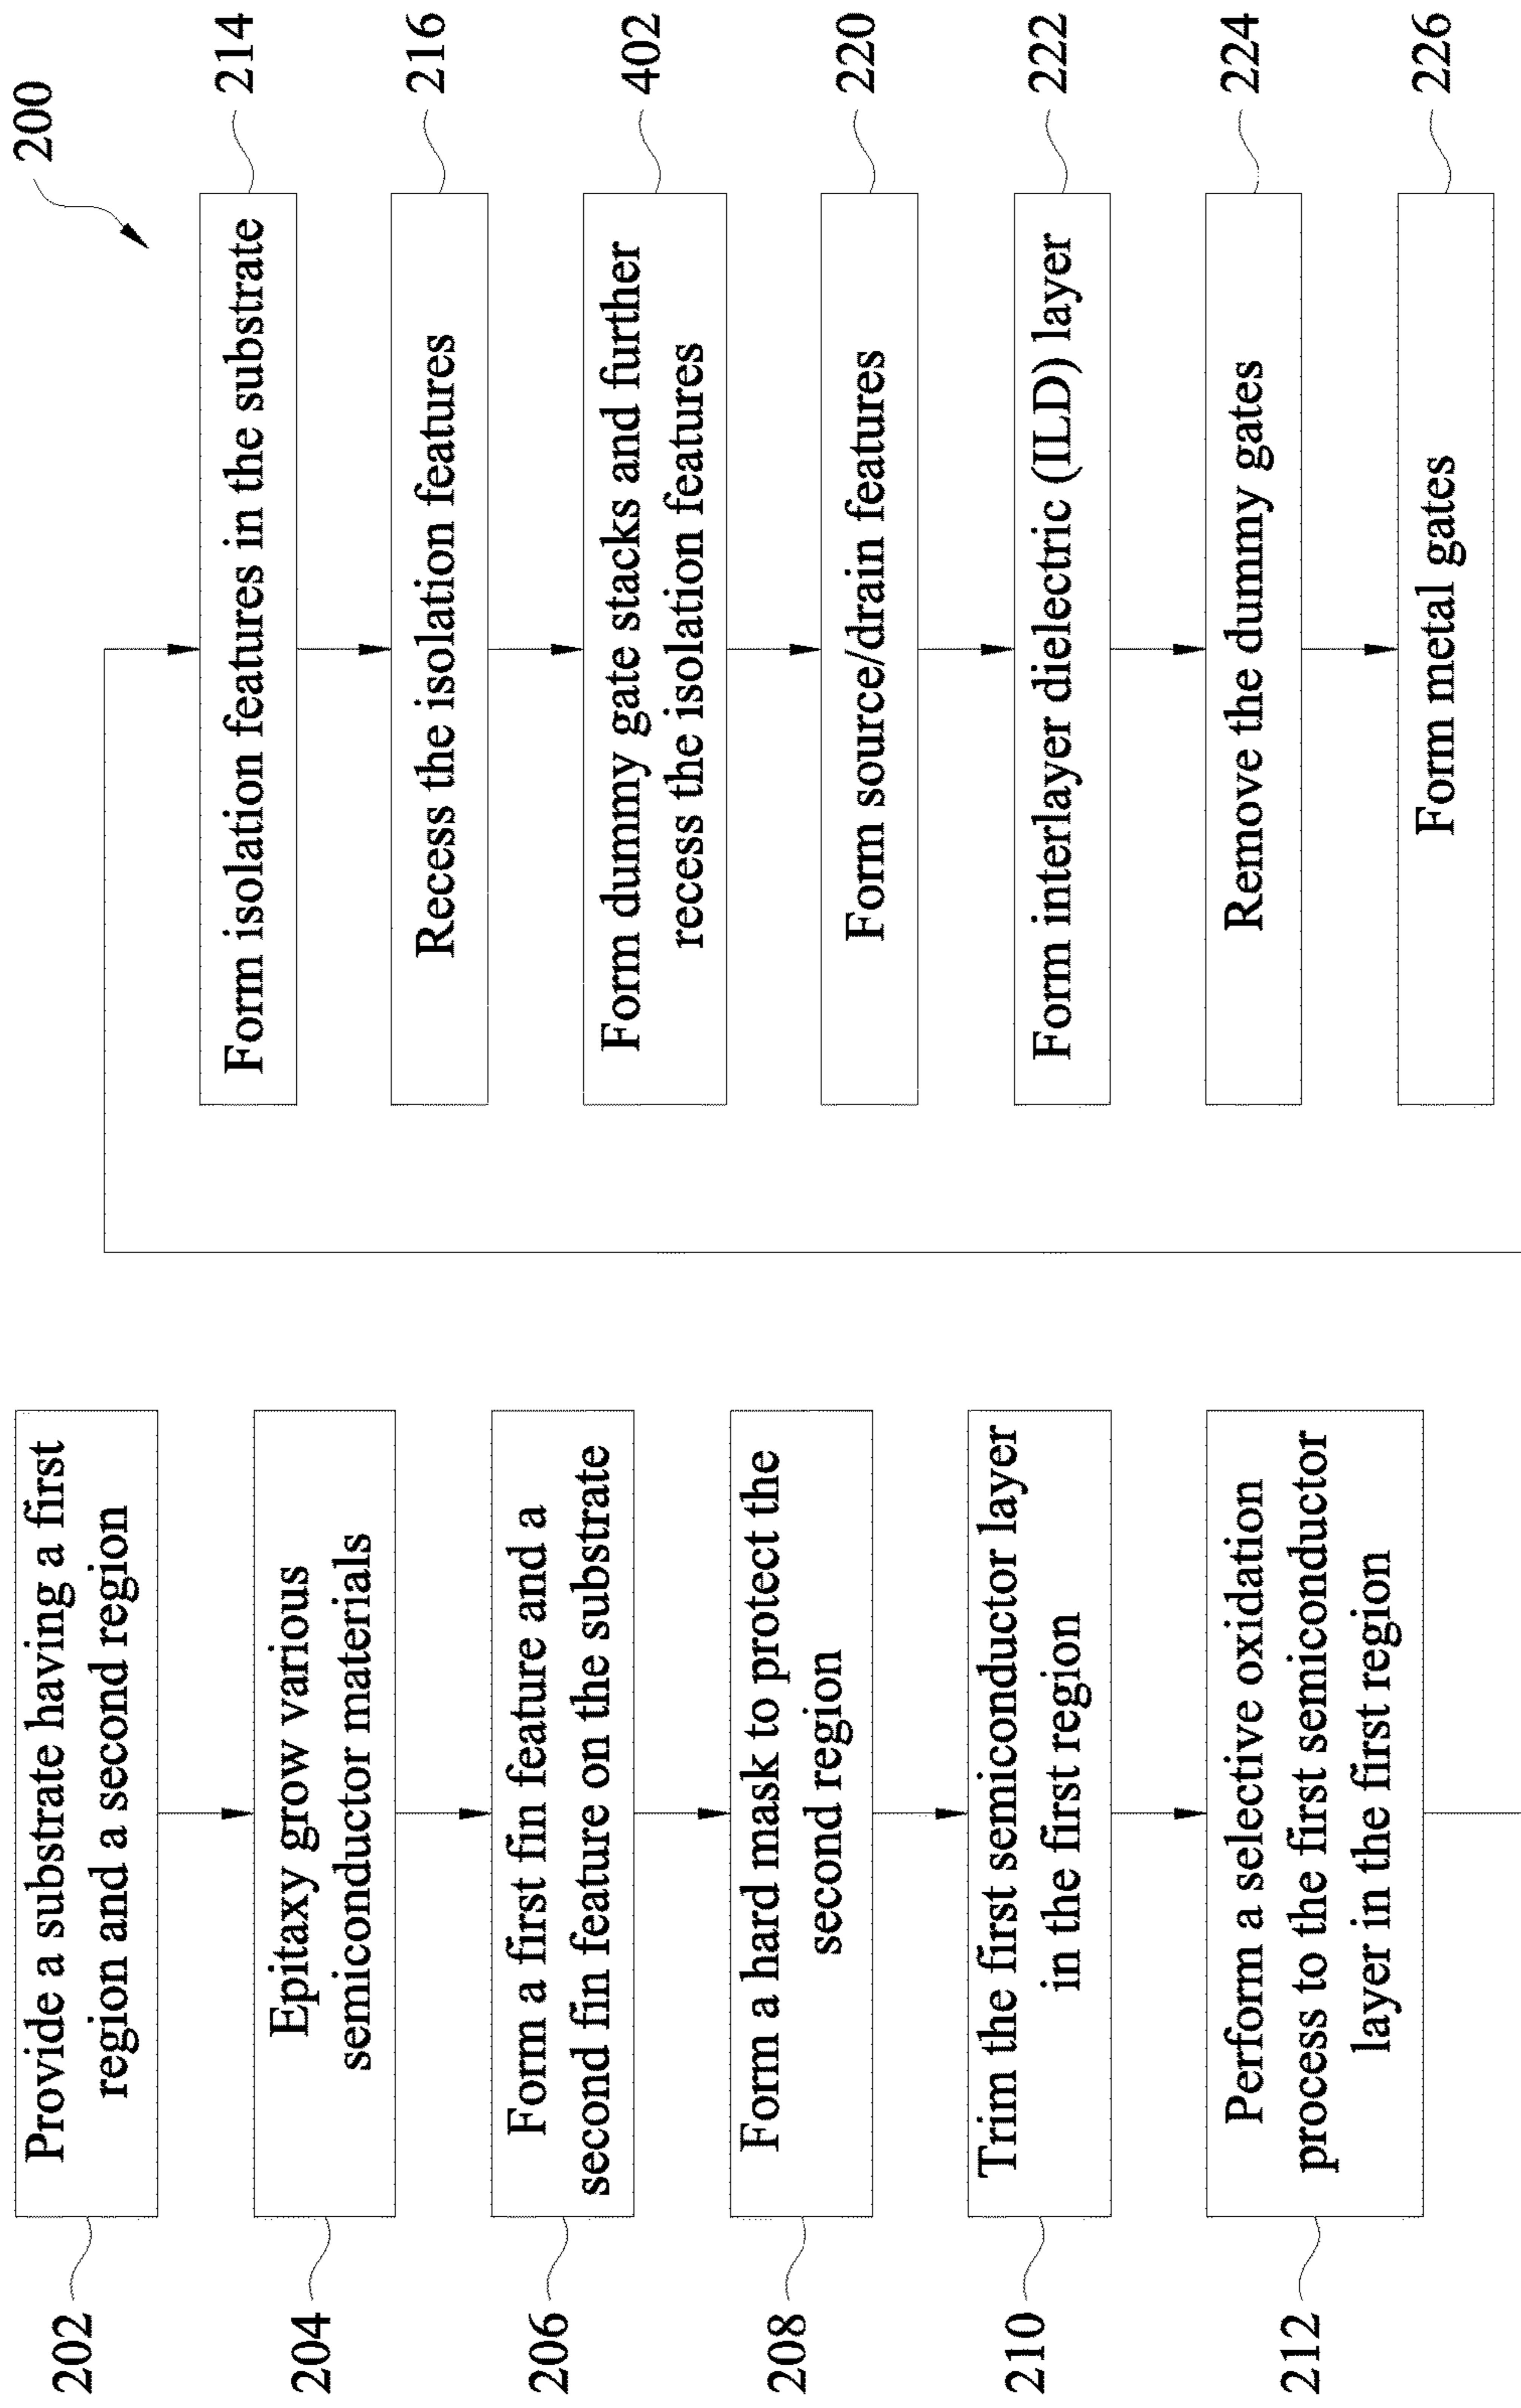 200
202
Provide a substrate having a first
region and a second region
204
Epitaxy grow various
semiconductor materials
206
Form a first fin feature and a
second fin feature on the substrate
208
Form a hard mask to protect the
second region
210
Trim the first semiconductor layer
in the first region
212
Perform a selective oxidation
process to the first semiconductor
layer in the first region
Form isolation features in the substrate
214
Recess the isolation features
216
Form dummy gate stacks and further
recess the isolation features
402
Form source/drain features
220
Form interlayer dielectric (ILD) layer
222
Remove the dummy gates
224
Form metal gates
226